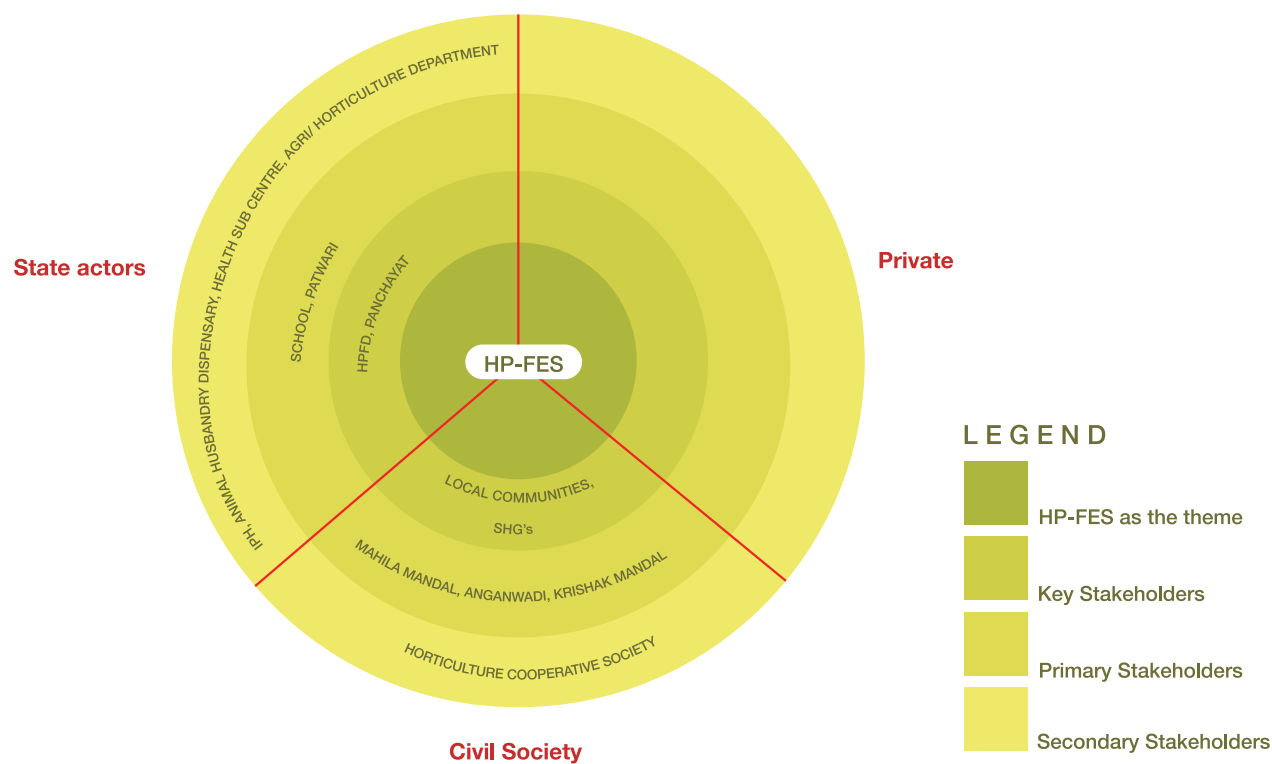 IPH, ANIMAL HUSBANDRY DISPENSARY, HEALTH SUB CENTRE, AGRI/ HORTICULTURE DEPARTMENT
SCHOOL, PATWARI
HPFD, PANCHAYAT
State actors
Private
HP-FES
LOCAL COMMUNITIES,
SHG's
MAHILA MANDAL, ANGANWADI, KRISHAK MANDAL
HORTICULTURE COOPERATIVE SOCIETY
Civil Society
LEGEND
HP-FES as the theme
Key Stakeholders
Primary Stakeholders
Secondary Stakeholders